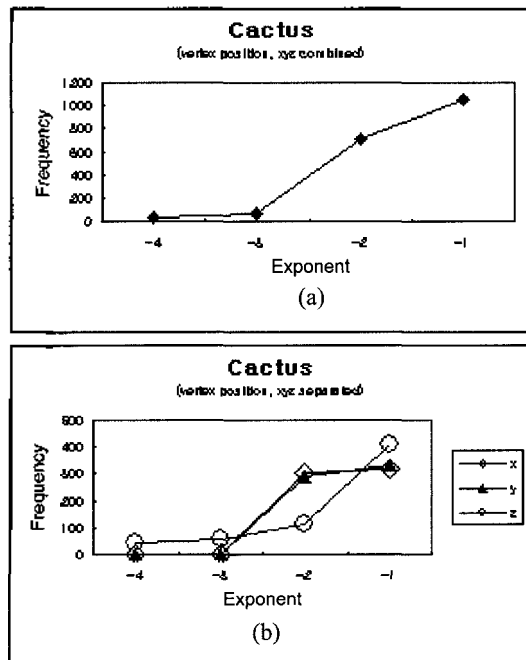 Cactus
(vertex position, xyz combined)
1200
1000
800
600
400
200
0
Frequency
-4 -3 -2 -1
Exponent
(a)
Cactus
(vertex position, xyz separated)
500
400
300
200
100
0
Frequency
-4 -3 -2 -1
Exponent
x
y
z
(b)